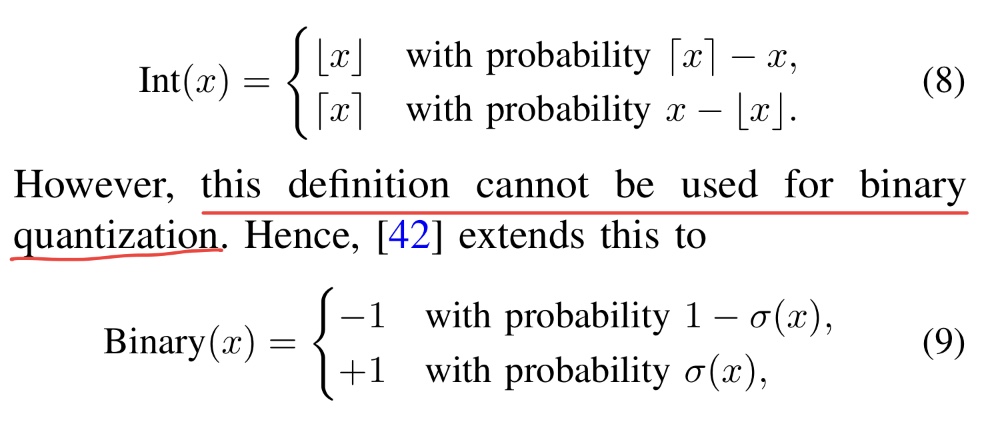 Int(x) = { ⌊x⌋ with probability ⌈x⌉ − x,
⌈x⌉ with probability x − ⌊x⌋. (8)
However, this definition cannot be used for binary
quantization. Hence, [42] extends this to
Binary(x) = { −1 with probability 1 − σ(x),
+1 with probability σ(x), (9)